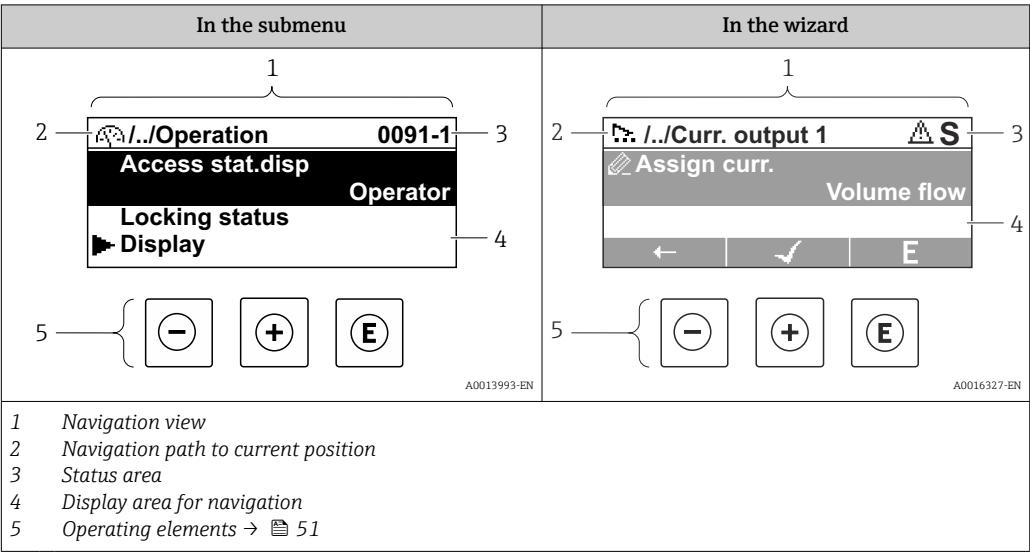 In the submenu
In the wizard
1
2
/../Operation 0091-1
3
Access stat.disp
Operator
Locking status
Display
4
5
- + E
A0013993-EN
1
2
/../Curr. output 1 S
3
Assign curr.
Volume flow
4
← ✓ E
5
- + E
A0016327-EN
1 Navigation view
2 Navigation path to current position
3 Status area
4 Display area for navigation
5 Operating elements → 51